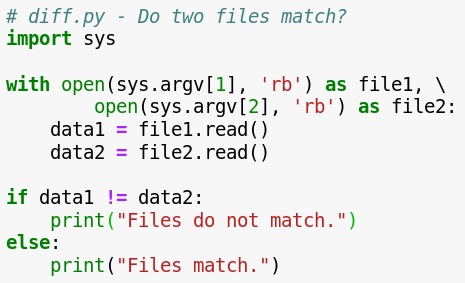 # diff.py - Do two files match?
import sys

with open(sys.argv[1], 'rb') as file1, \
        open(sys.argv[2], 'rb') as file2:
    data1 = file1.read()
    data2 = file2.read()

if data1 != data2:
    print("Files do not match.")
else:
    print("Files match.")